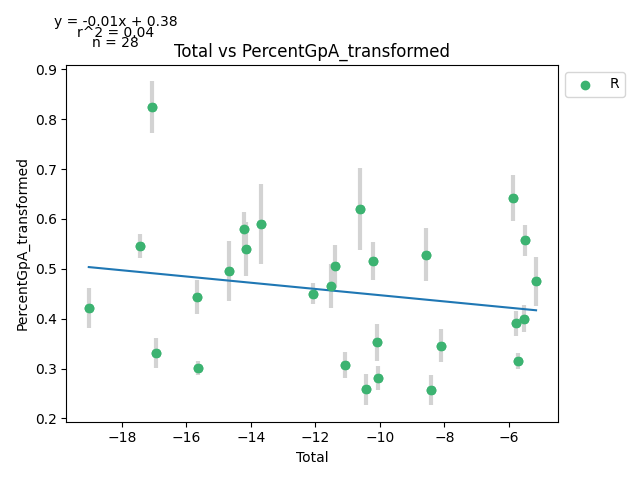 y = -0.01x + 0.38
r^2 = 0.04
n = 28
Total vs PercentGpA_transformed
R
PercentGpA_transformed
0.9
0.8
0.7
0.6
0.5
0.4
0.3
0.2
−18 −16 −14 −12 −10 −8 −6
Total